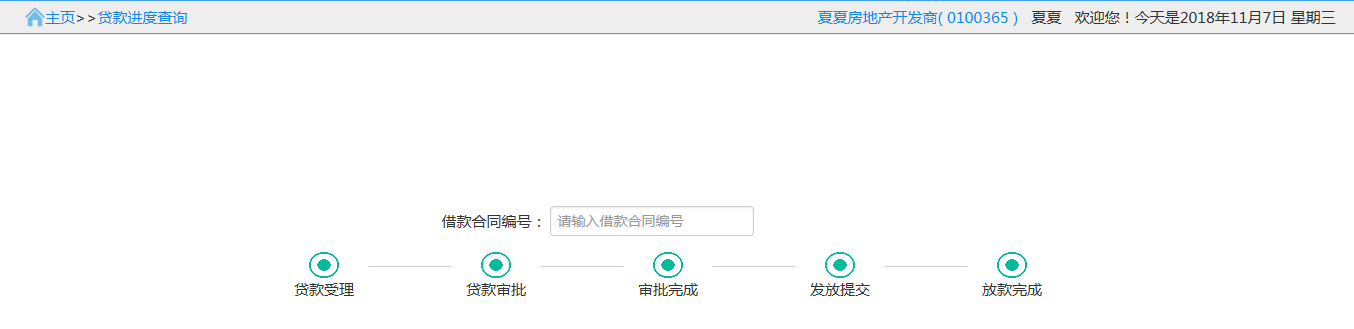 主页>>贷款进度查询 夏夏房地产开发商( 0100365 ) 夏夏 欢迎您！今天是2018年11月7日 星期三
借款合同编号： 请输入借款合同编号
贷款受理 贷款审批 审批完成 发放提交 放款完成